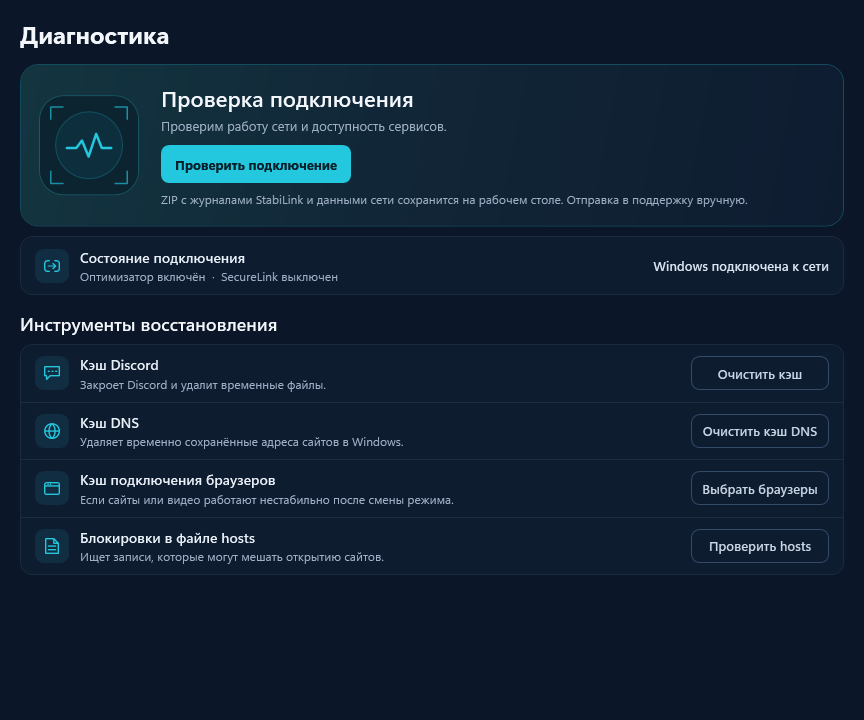 Диагностика
Проверка подключения
Проверим работу сети и доступность сервисов.
Проверить подключение
ZIP с журналами StabiLink и данными сети сохранится на рабочем столе. Отправка в поддержку вручную.
Состояние подключения
Оптимизатор включён · SecureLink выключен
Windows подключена к сети
Инструменты восстановления
Кэш Discord
Закроет Discord и удалит временные файлы.
Очистить кэш
Кэш DNS
Удаляет временно сохранённые адреса сайтов в Windows.
Очистить кэш DNS
Кэш подключения браузеров
Если сайты или видео работают нестабильно после смены режима.
Выбрать браузеры
Блокировки в файле hosts
Ищет записи, которые могут мешать открытию сайтов.
Проверить hosts